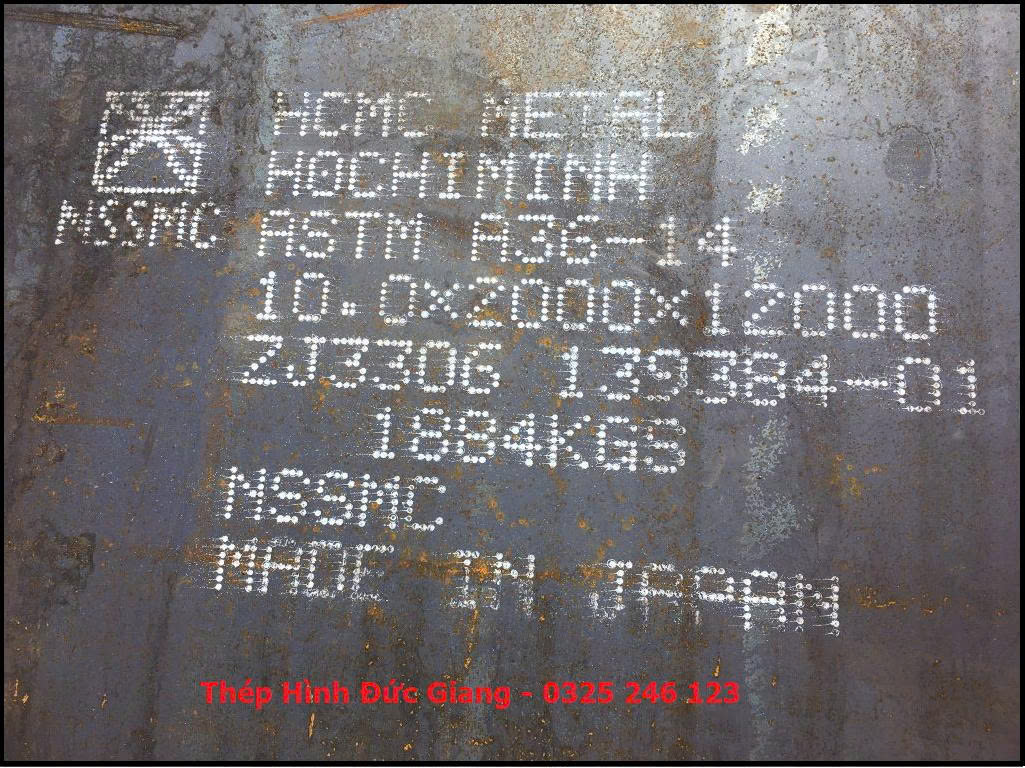 HCMC METAL
HOCHIMINH
NSSMC ASTM A36-14
10.0x2000x12000
ZJ3306 139384-01
1884KGS
NSSMC
MADE IN JAPAN
Thép Hình Đức Giang - 0325 246 123